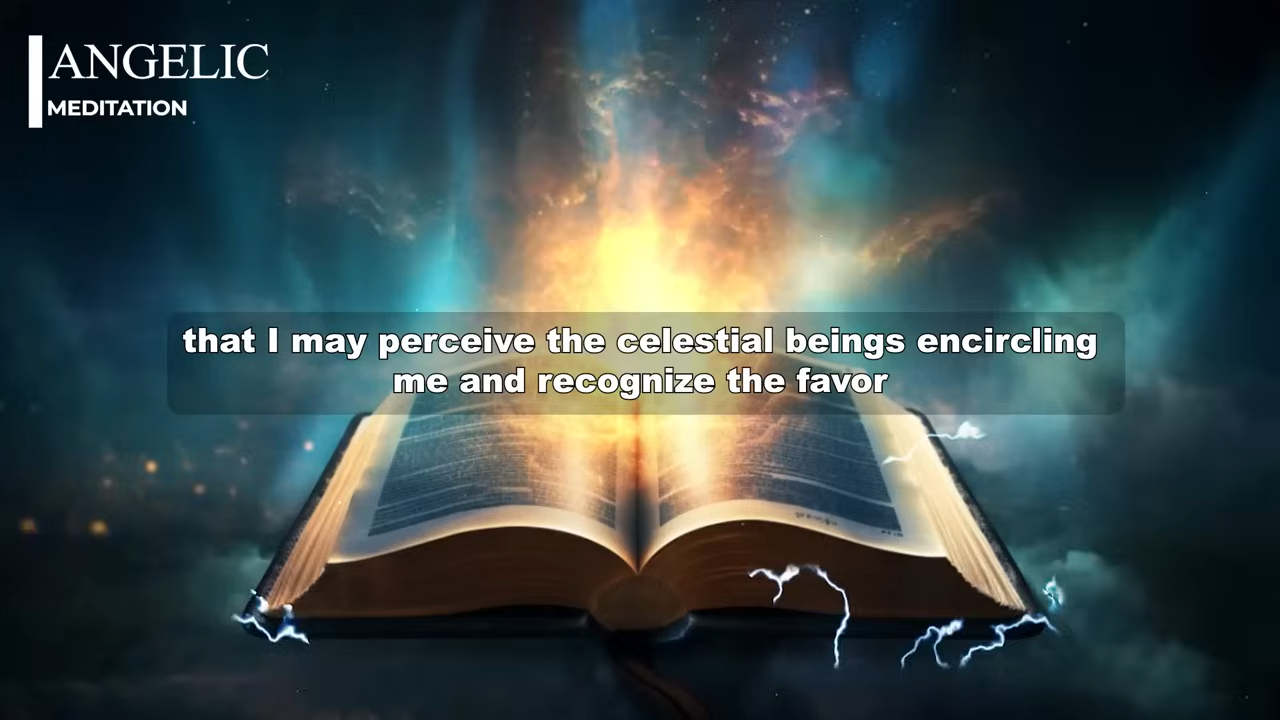 ANGELIC
MEDITATION
that I may perceive the celestial beings encircling
me and recognize the favor